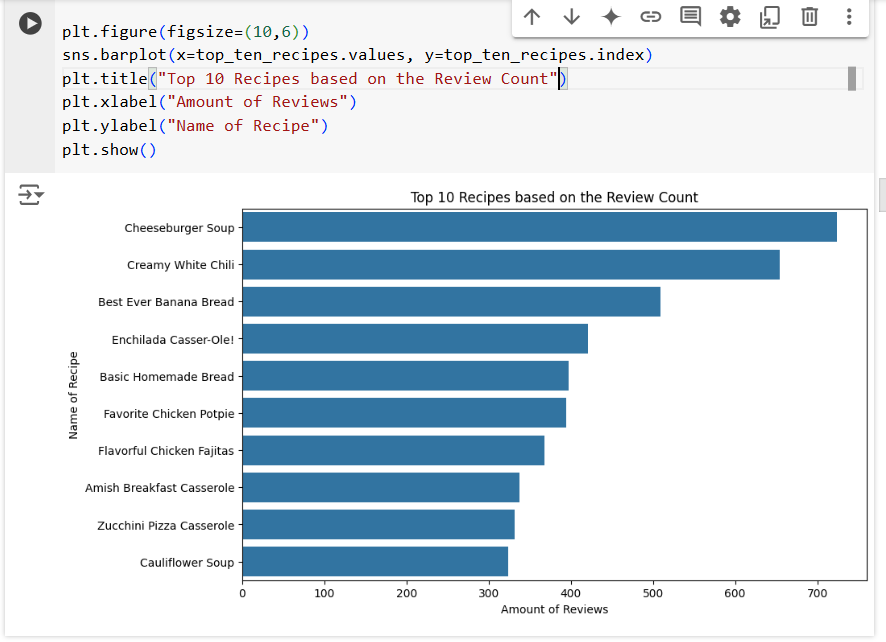 plt.figure(figsize=(10,6))
sns.barplot(x=top_ten_recipes.values, y=top_ten_recipes.index)
plt.title("Top 10 Recipes based on the Review Count")
plt.xlabel("Amount of Reviews")
plt.ylabel("Name of Recipe")
plt.show()
Top 10 Recipes based on the Review Count
Name of Recipe
Cheeseburger Soup
Creamy White Chili
Best Ever Banana Bread
Enchilada Casser-Ole!
Basic Homemade Bread
Favorite Chicken Potpie
Flavorful Chicken Fajitas
Amish Breakfast Casserole
Zucchini Pizza Casserole
Cauliflower Soup
0 100 200 300 400 500 600 700
Amount of Reviews